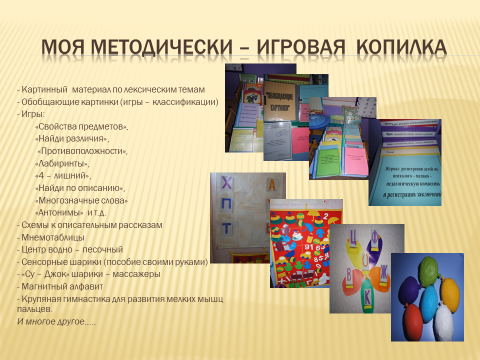 МОЯ МЕТОДИЧЕСКИ – ИГРОВАЯ КОПИЛКА
- Картинный материал по лексическим темам
- Обобщающие картинки (игры – классификации)
- Игры:
«Свойства предметов»,
«Найди различия»,
«Противоположности»,
«Лабиринты»,
«4 – лишний»,
«Найди по описанию»,
«Многозначные слова»
«Антонимы» и т.д.
- Схемы к описательным рассказам
- Мнемотаблицы
- Центр водно – песочный
- Сенсорные шарики (пособие своими руками)
- «Су – Джок» шарики – массажеры
- Магнитный алфавит
- Крупяная гимнастика для развития мелких мышц
пальцев.
И многое другое…..
Х
А
П
Т
К